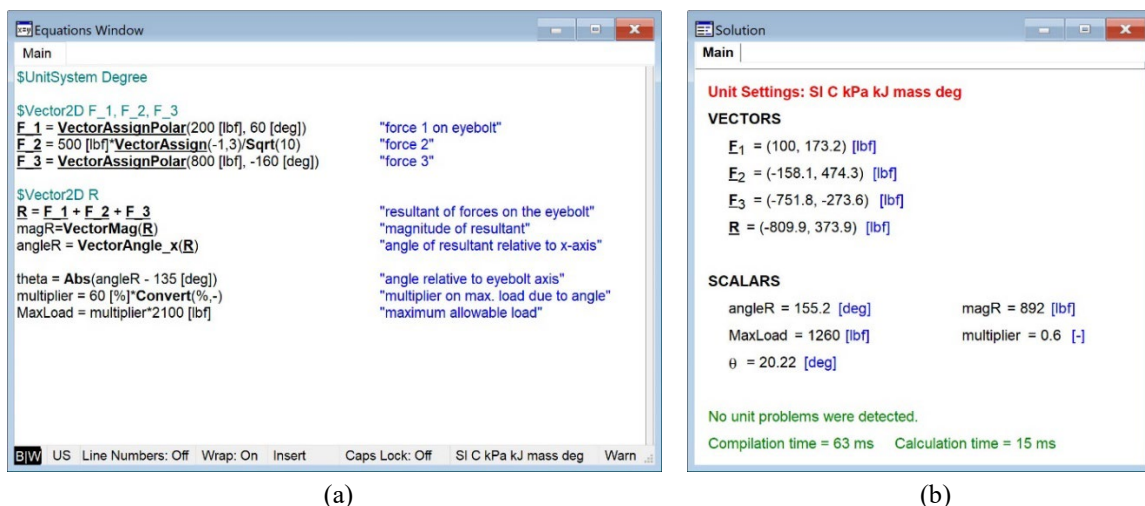 Equations Window
Main
$UnitSystem Degree
$Vector2D F_1, F_2, F_3
F_1 = VectorAssignPolar(200 [lbf], 60 [deg]) "force 1 on eyebolt"
F_2 = 500 [lbf]*VectorAssign(-1,3)/Sqrt(10) "force 2"
F_3 = VectorAssignPolar(800 [lbf], -160 [deg]) "force 3"
$Vector2D R
R = F_1 + F_2 + F_3 "resultant of forces on the eyebolt"
magR=VectorMag(R) "magnitude of resultant"
angleR = VectorAngle_x(R) "angle of resultant relative to x-axis"
theta = Abs(angleR - 135 [deg]) "angle relative to eyebolt axis"
multiplier = 60 [%]*Convert(%,-) "multiplier on max. load due to angle"
MaxLoad = multiplier*2100 [lbf] "maximum allowable load"
B|W US Line Numbers: Off Wrap: On Insert Caps Lock: Off SI C kPa kJ mass deg Warn
(a)
Solution
Main
Unit Settings: SI C kPa kJ mass deg
VECTORS
F1 = (100, 173.2) [lbf]
F2 = (-158.1, 474.3) [lbf]
F3 = (-751.8, -273.6) [lbf]
R = (-809.9, 373.9) [lbf]
SCALARS
angleR = 155.2 [deg] magR = 892 [lbf]
MaxLoad = 1260 [lbf] multiplier = 0.6 [-]
θ = 20.22 [deg]
No unit problems were detected.
Compilation time = 63 ms Calculation time = 15 ms
(b)